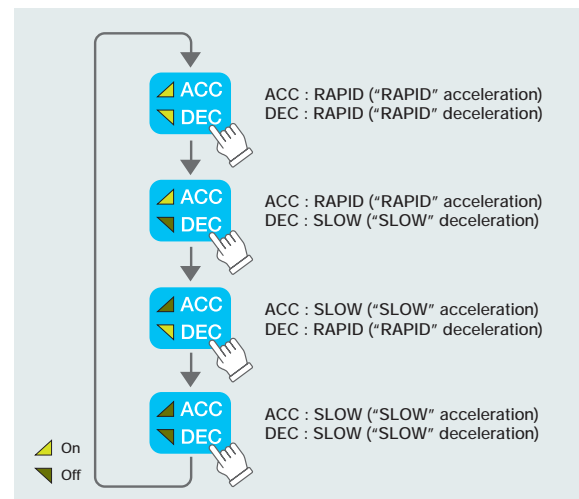 ACC
DEC
ACC : RAPID (“RAPID” acceleration)
DEC : RAPID (“RAPID” deceleration)
ACC
DEC
ACC : RAPID (“RAPID” acceleration)
DEC : SLOW (“SLOW” deceleration)
ACC
DEC
ACC : SLOW (“SLOW” acceleration)
DEC : RAPID (“RAPID” deceleration)
ACC
DEC
ACC : SLOW (“SLOW” acceleration)
DEC : SLOW (“SLOW” deceleration)
On
Off